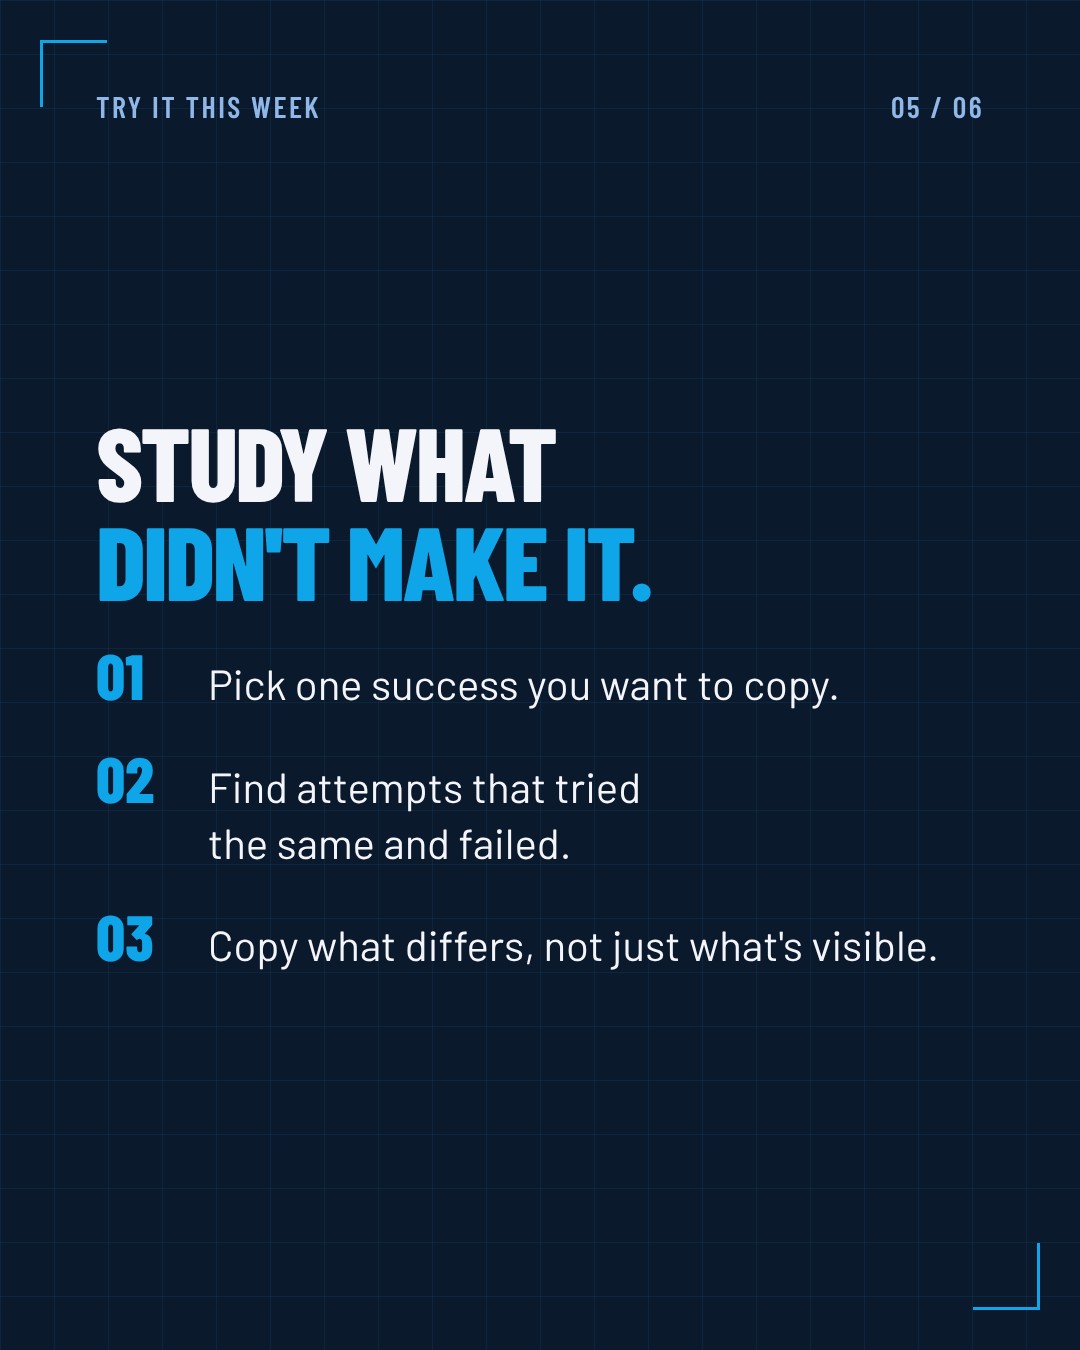 TRY IT THIS WEEK
05 / 06
STUDY WHAT
DIDN'T MAKE IT.
01 Pick one success you want to copy.
02 Find attempts that tried
the same and failed.
03 Copy what differs, not just what's visible.